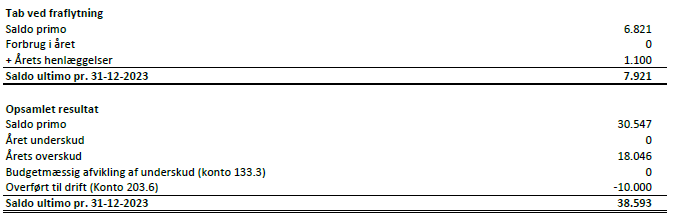 Tab ved fraflytning
Saldo primo 6.821
Forbrug i året 0
+ Årets henlæggelser 1.100
Saldo ultimo pr. 31-12-2023 7.921
Opsamlet resultat
Saldo primo 30.547
Året underskud 0
Årets overskud 18.046
Budgetmæssig afvikling af underskud (konto 133.3) 0
Overført til drift (Konto 203.6) -10.000
Saldo ultimo pr. 31-12-2023 38.593